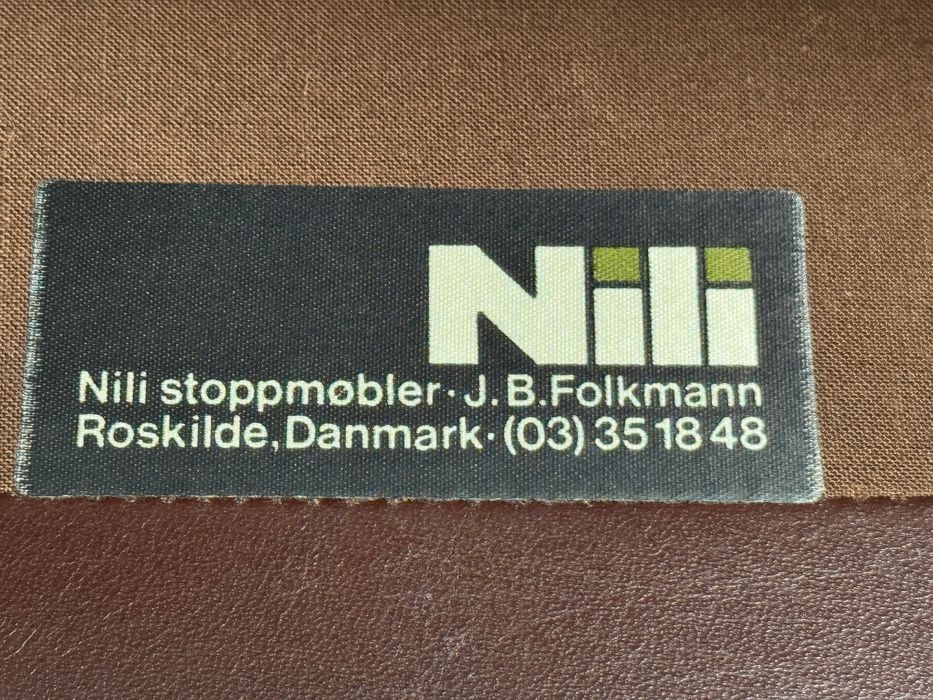 Nili
Nili stoppmøbler · J.B.Folkmann
Roskilde, Danmark · (03) 35 18 48